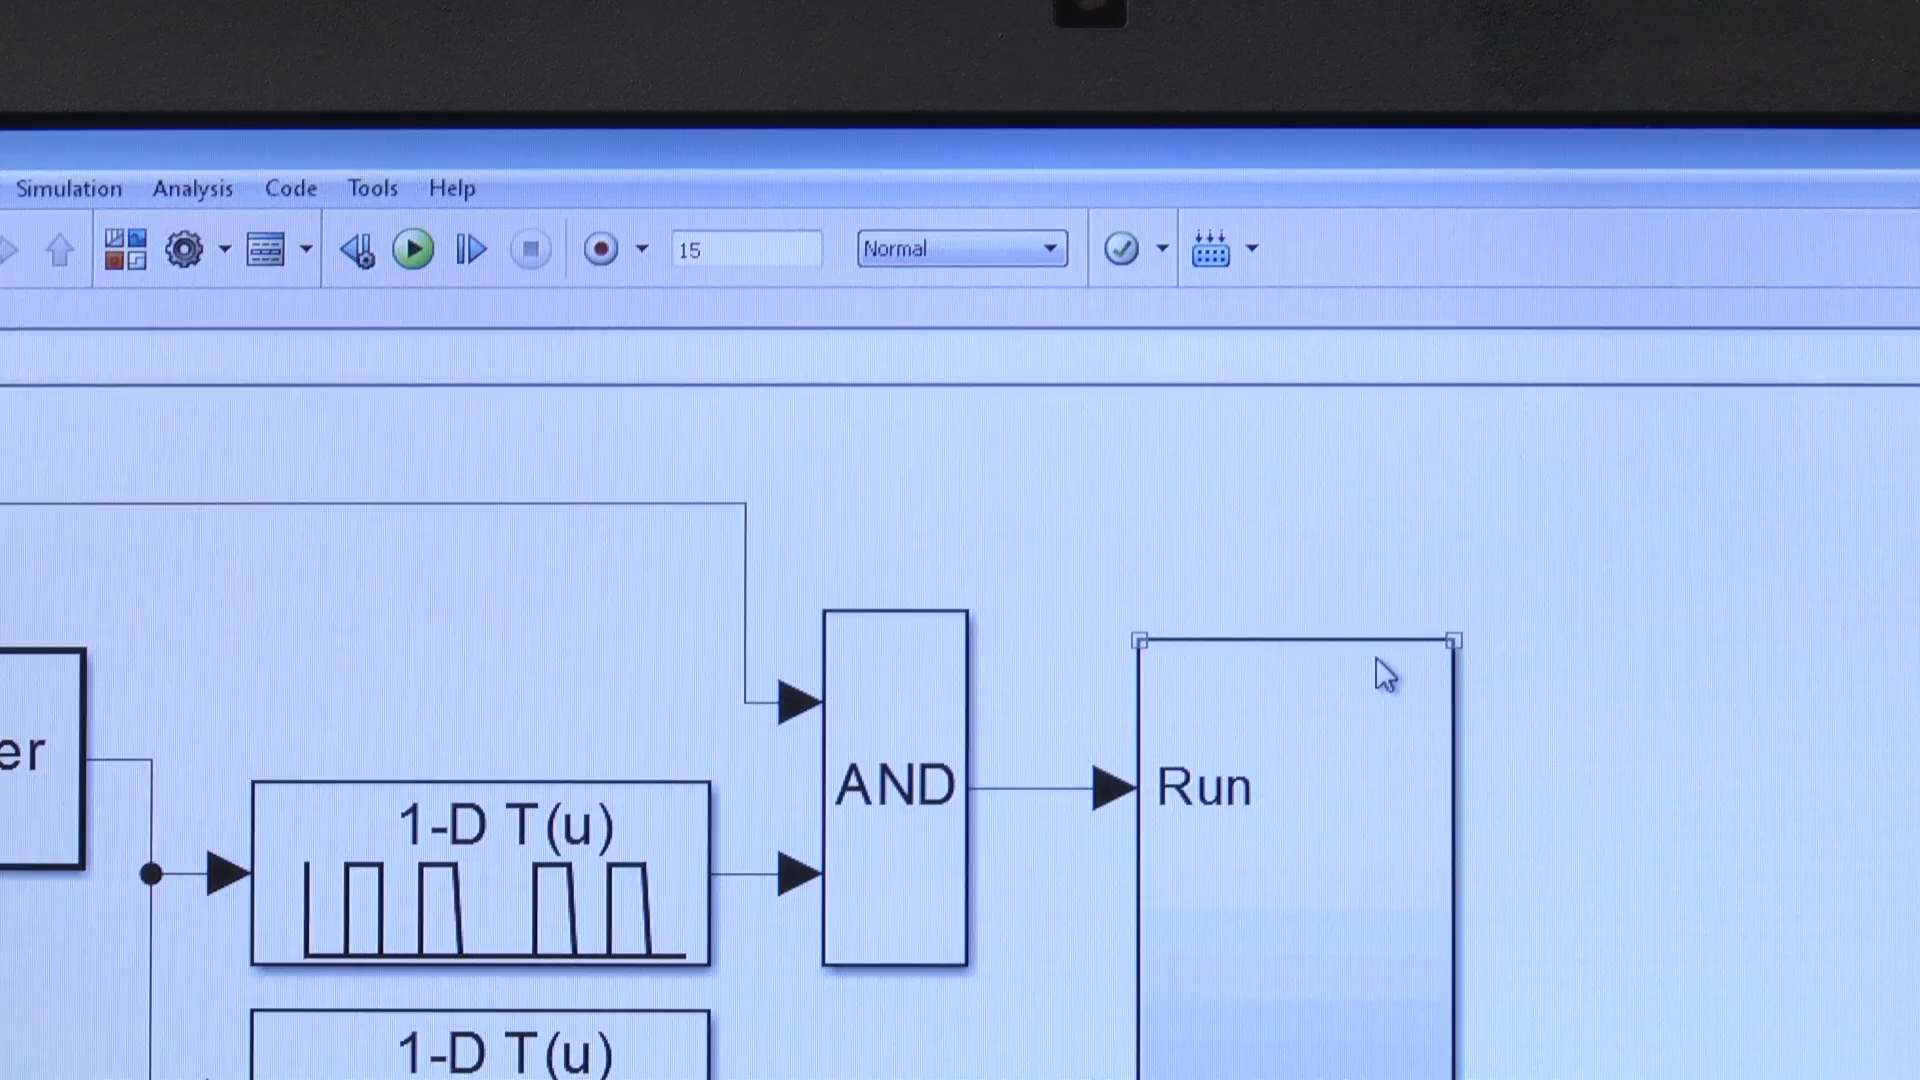 Simulation Analysis Code Tools Help
15 Normal
er
1-D T(u)
AND
Run
1-D T(u)